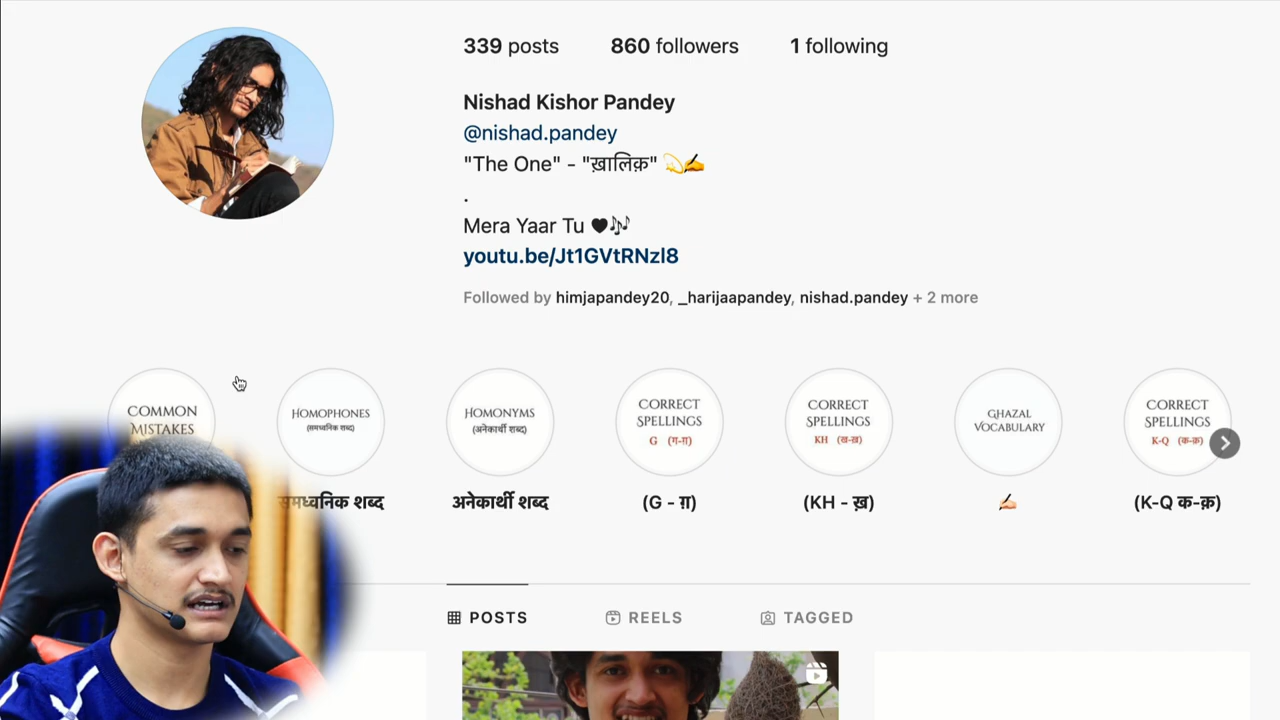 339 posts 860 followers 1 following
Nishad Kishor Pandey
@nishad.pandey
"The One" - "ख़ालिक़" 💫✍️
.
Mera Yaar Tu ♥🎶
youtu.be/Jt1GVtRNzl8
Followed by himjapandey20, _harijaapandey, nishad.pandey + 2 more
COMMON
MISTAKES
HOMOPHONES
(समध्वनिक शब्द)
HOMONYMS
(अनेकार्थी शब्द)
CORRECT
SPELLINGS
G (ग-ग़)
CORRECT
SPELLINGS
KH (ख-ख़)
GHAZAL
VOCABULARY
CORRECT
SPELLINGS
K-Q (क-क़)
समध्वनिक शब्द
अनेकार्थी शब्द
(G - ग़)
(KH - ख़)
✍🏻
(K-Q क-क़)
POSTS REELS TAGGED